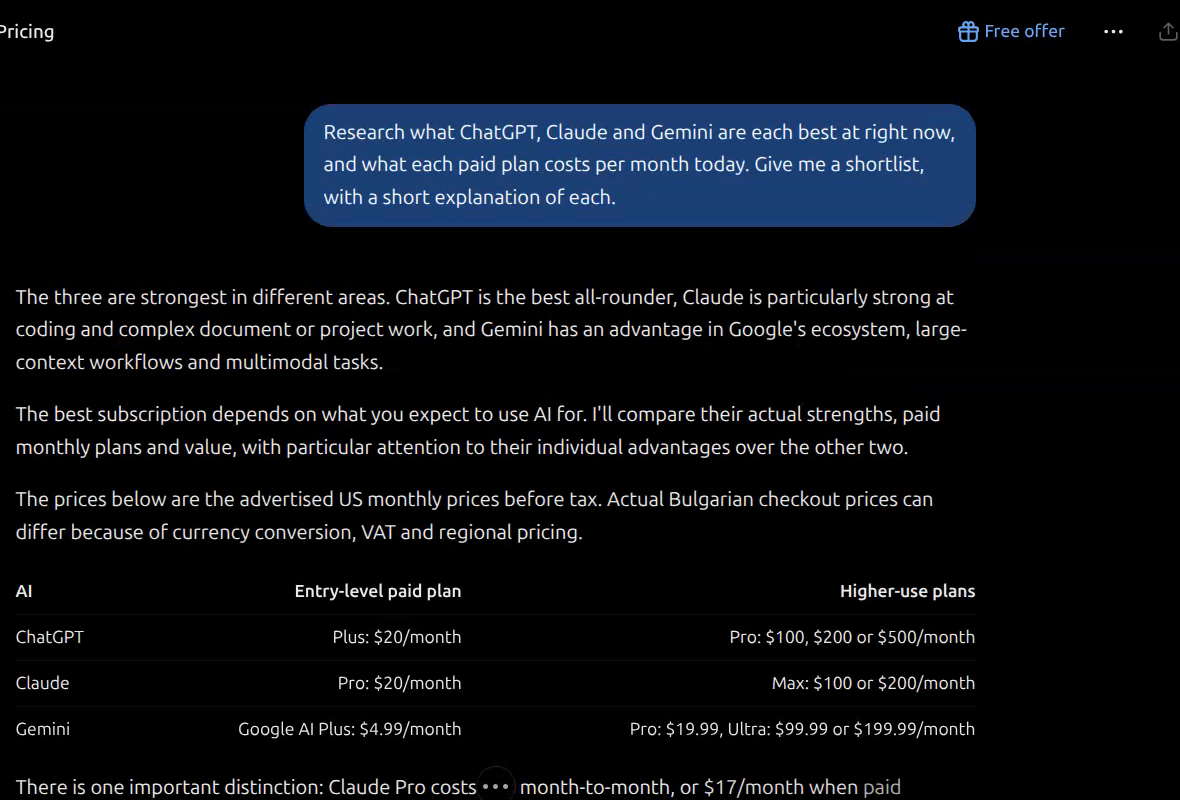 Pricing
Free offer
Research what ChatGPT, Claude and Gemini are each best at right now,
and what each paid plan costs per month today. Give me a shortlist,
with a short explanation of each.
The three are strongest in different areas. ChatGPT is the best all-rounder, Claude is particularly strong at
coding and complex document or project work, and Gemini has an advantage in Google's ecosystem, large-
context workflows and multimodal tasks.
The best subscription depends on what you expect to use AI for. I'll compare their actual strengths, paid
monthly plans and value, with particular attention to their individual advantages over the other two.
The prices below are the advertised US monthly prices before tax. Actual Bulgarian checkout prices can
differ because of currency conversion, VAT and regional pricing.
AI Entry-level paid plan Higher-use plans
ChatGPT Plus: $20/month Pro: $100, $200 or $500/month
Claude Pro: $20/month Max: $100 or $200/month
Gemini Google AI Plus: $4.99/month Pro: $19.99, Ultra: $99.99 or $199.99/month
There is one important distinction: Claude Pro costs month-to-month, or $17/month when paid